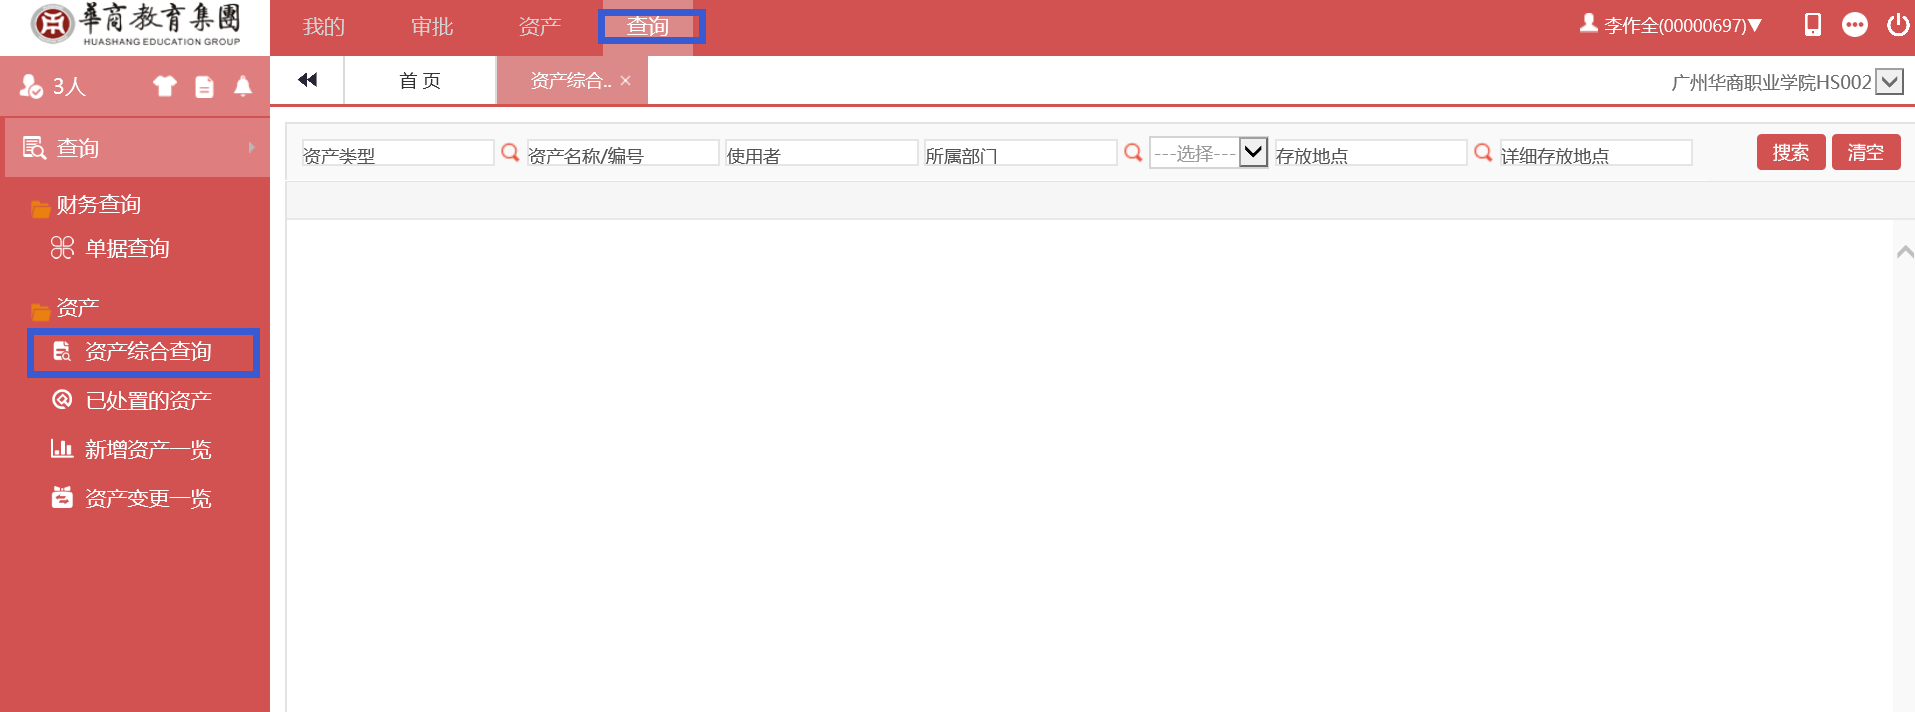 華商教育集團
HUASHANG EDUCATION GROUP
我的 审批 资产 查询
李作全(00000697)▼
3人
首 页
资产综合.. ×
广州华商职业学院HS002
查询
财务查询
单据查询
资产
资产综合查询
已处置的资产
新增资产一览
资产变更一览
资产类型 资产名称/编号 使用者 所属部门 ---选择--- 存放地点 详细存放地点 搜索 清空